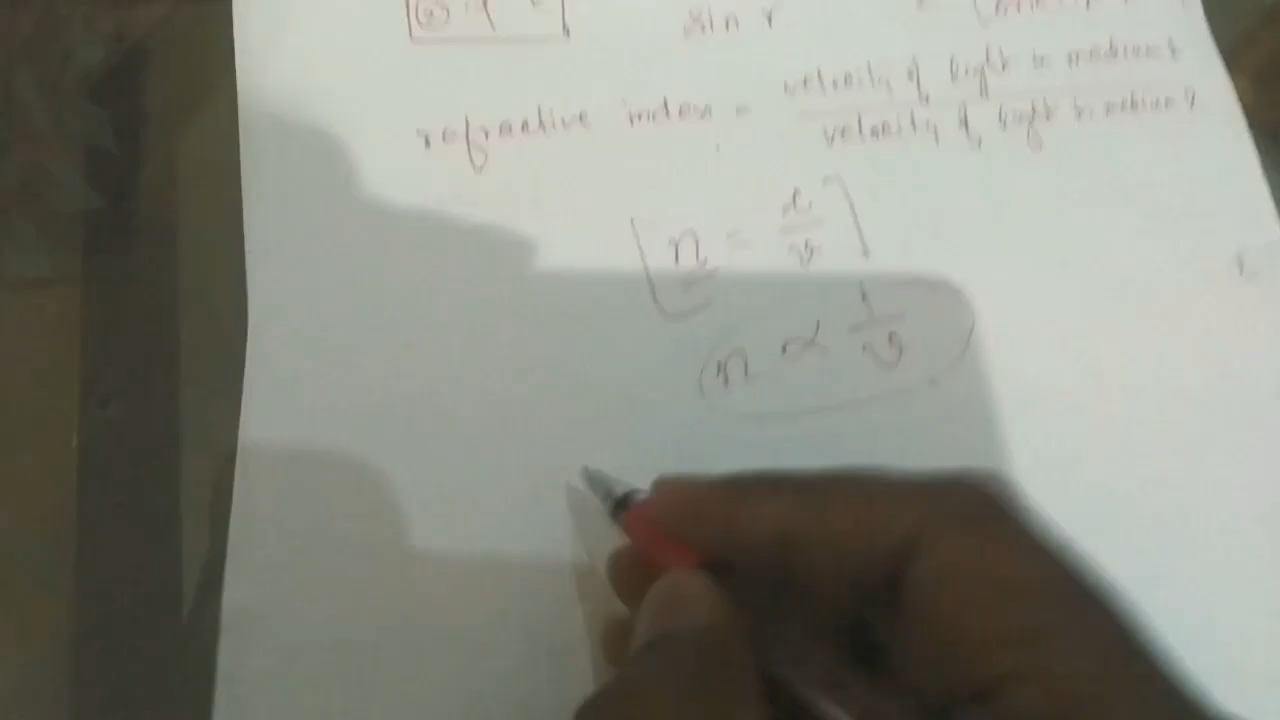 sin r
refractive index = velocity of light in medium 1 / velocity of light in medium 2
n = c / v
n ∝ 1 / v